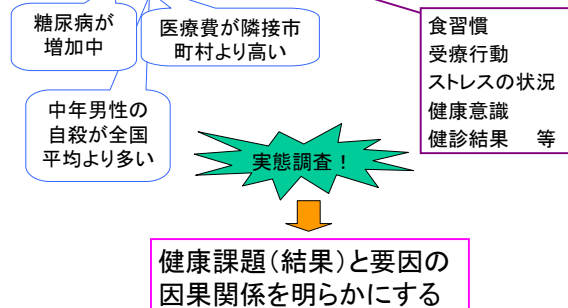 糖尿病が
増加中
医療費が隣接市
町村より高い
中年男性の
自殺が全国
平均より多い
食習慣
受療行動
ストレスの状況
健康意識
健診結果　等
実態調査！
健康課題（結果）と要因の
因果関係を明らかにする